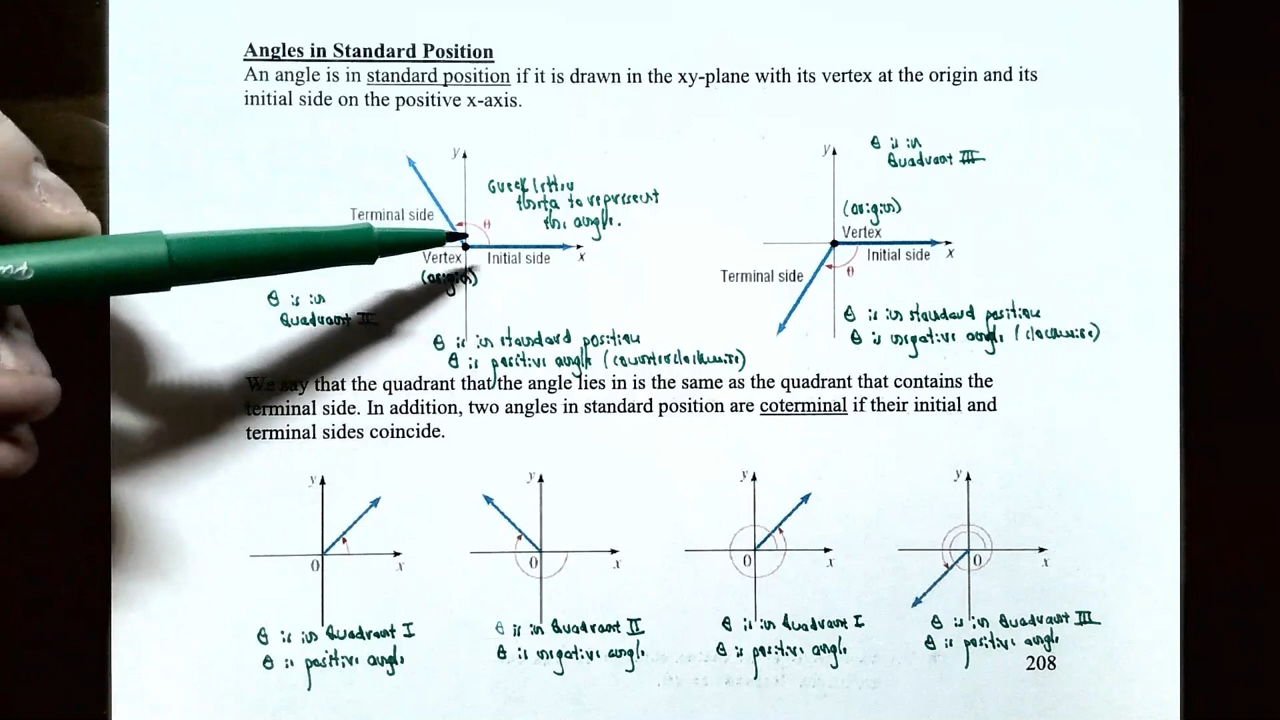 Angles in Standard Position
An angle is in standard position if it is drawn in the xy-plane with its vertex at the origin and its
initial side on the positive x-axis.
y
Terminal side
θ
Greek letter
theta to represent
the angle.
Vertex
(origin)
Initial side
x
θ is in
Quadrant II
θ is in standard position
θ is positive angle (counterclockwise)
y
θ is in
Quadrant III
(origin)
Vertex
Initial side
x
Terminal side
θ
θ is in standard position
θ is negative angle (clockwise)
We say that the quadrant that the angle lies in is the same as the quadrant that contains the
terminal side. In addition, two angles in standard position are coterminal if their initial and
terminal sides coincide.
y
0
x
θ is in Quadrant I
θ is positive angle
y
0
x
θ is in Quadrant II
θ is negative angle
y
0
x
θ is in Quadrant I
θ is positive angle
y
0
x
θ is in Quadrant III
θ is positive angle
208